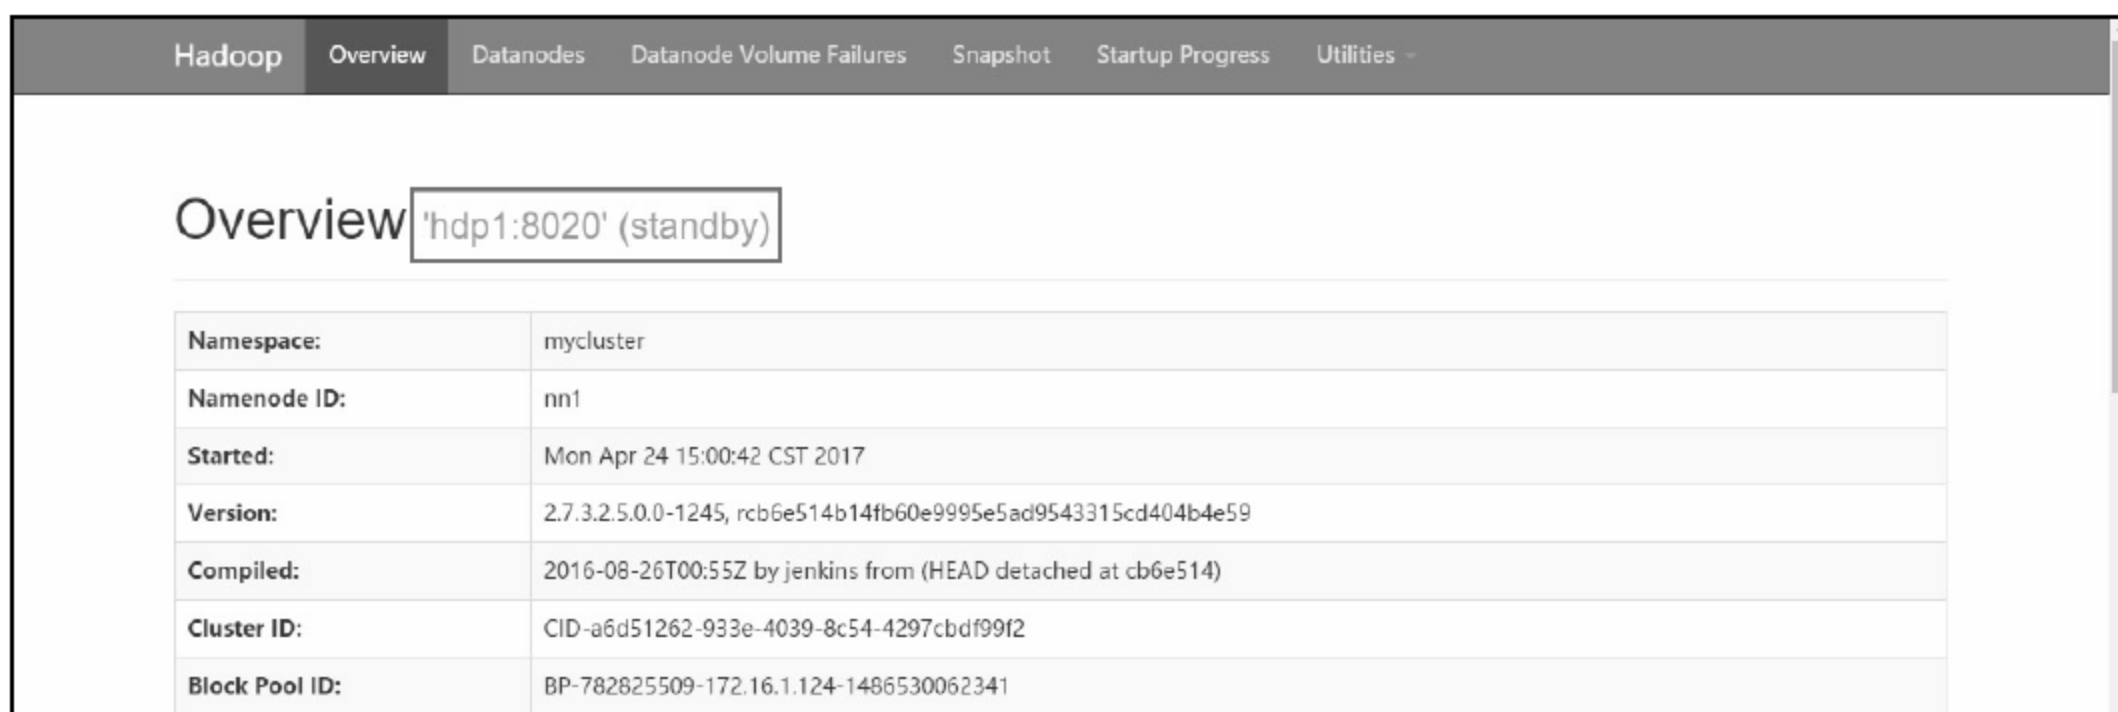 Hadoop Overview Datanodes Datanode Volume Failures Snapshot Startup Progress Utilities
Overview 'hdp1:8020' (standby)
Namespace: mycluster
Namenode ID: nn1
Started: Mon Apr 24 15:00:42 CST 2017
Version: 2.7.3.2.5.0.0-1245, rcb6e514b14fb60e9995e5ad9543315cd404b4e59
Compiled: 2016-08-26T00:55Z by jenkins from (HEAD detached at cb6e514)
Cluster ID: CID-a6d51262-933e-4039-8c54-4297cbdf99f2
Block Pool ID: BP-782825509-172.16.1.124-1486530062341